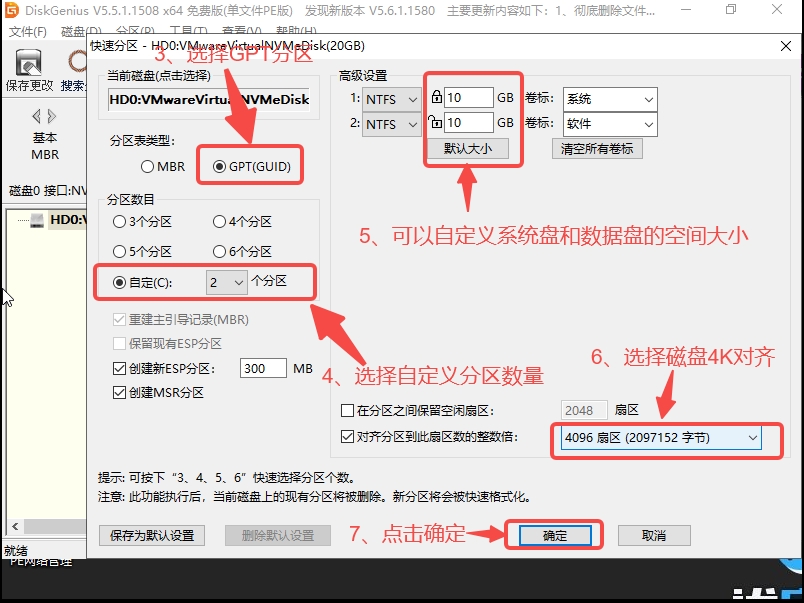 DiskGenius V5.5.1.1508 x64 免费版(单文件PE版) 发现新版本 V5.6.1.1580 主要更新内容如下: 1、彻底删除文件...
文件(F) 磁盘(D) 分区(P) 工具(T) 查看(V) 帮助(H)
快速分区 - HD0:VMwareVirtualNVMeDisk(20GB)
3、选择GPT分区
保存更改 搜索
基本
MBR
磁盘0 接口:NV
HD0:V
当前磁盘(点击选择)
HD0:VMwareVirtualNVMeDisk
分区表类型:
MBR GPT(GUID)
分区数目
3个分区 4个分区
5个分区 6个分区
自定(C): 2 个分区
重建主引导记录(MBR)
保留现有ESP分区
创建新ESP分区: 300 MB
创建MSR分区
4、选择自定义分区数量
高级设置
1: NTFS 10 GB 卷标: 系统
2: NTFS 10 GB 卷标: 软件
默认大小 清空所有卷标
5、可以自定义系统盘和数据盘的空间大小
6、选择磁盘4K对齐
在分区之间保留空闲扇区: 2048 扇区
对齐分区到此扇区数的整数倍: 4096 扇区 (2097152 字节)
提示: 可按下 “3、4、5、6” 快速选择分区个数。
注意: 此功能执行后，当前磁盘上的现有分区将被删除。新分区将会被快速格式化。
保存为默认设置 删除默认设置 7、点击确定 确定 取消
就绪
PE网络管理